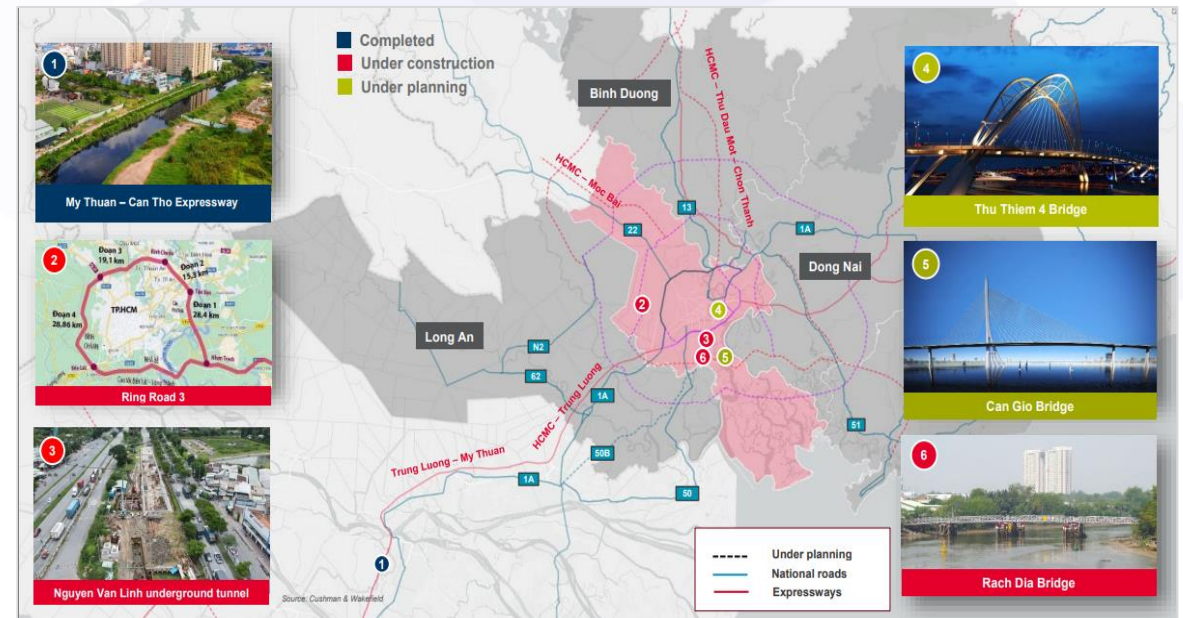 1
My Thuan – Can Tho Expressway
2
Đoạn 3
19,1 km
Đoạn 2
15,3 km
TP.HCM
Đoạn 1
28,4 km
Đoạn 4
28,86 km
Ring Road 3
3
Nguyen Van Linh underground tunnel
Completed
Under construction
Under planning
Binh Duong
HCMC – Thu Dau Mot – Chon Thanh
HCMC – Moc Bai
13
22
1A
Dong Nai
2
4
3
6
5
Long An
N2
62
1A
HCMC – Trung Luong
51
50B
Trung Luong – My Thuan
1A
50
1
Source: Cushman & Wakefield
Under planning
National roads
Expressways
4
Thu Thiem 4 Bridge
5
Can Gio Bridge
6
Rach Dia Bridge